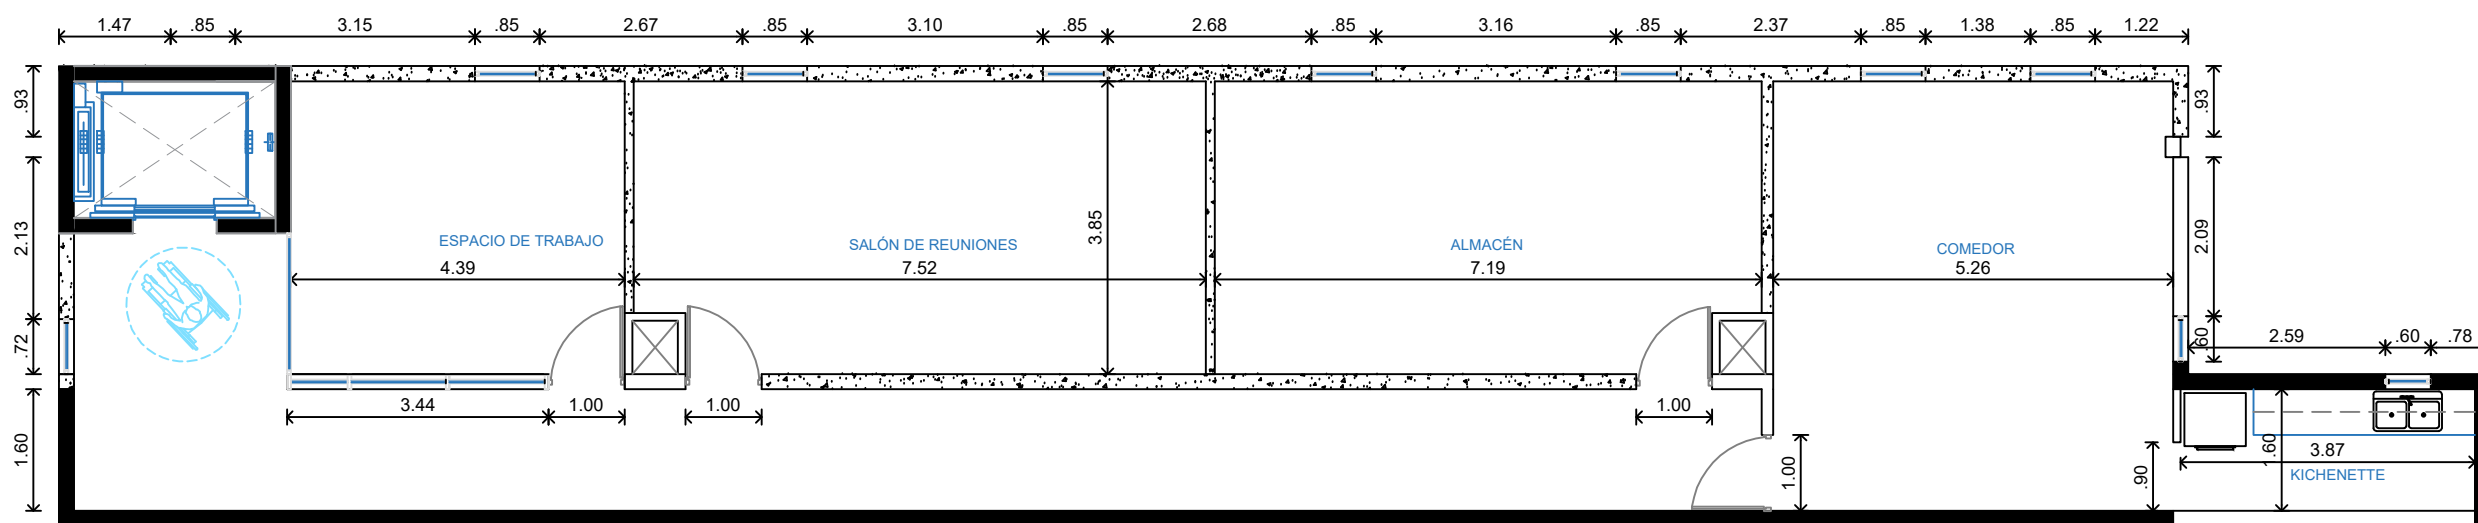 1.47 .85 3.15 .85 2.67 .85 3.10 .85 2.68 .85 3.16 .85 2.37 .85 1.38 .85 1.22
.93
.93
2.13
3.85
2.09
ESPACIO DE TRABAJO
SALÓN DE REUNIONES
ALMACÉN
COMEDOR
4.39
7.52
7.19
5.26
.72
.60
2.59 .60 .78
3.44
1.00
1.00
1.00
1.60
1.00
.90
1.60
3.87
KICHENETTE